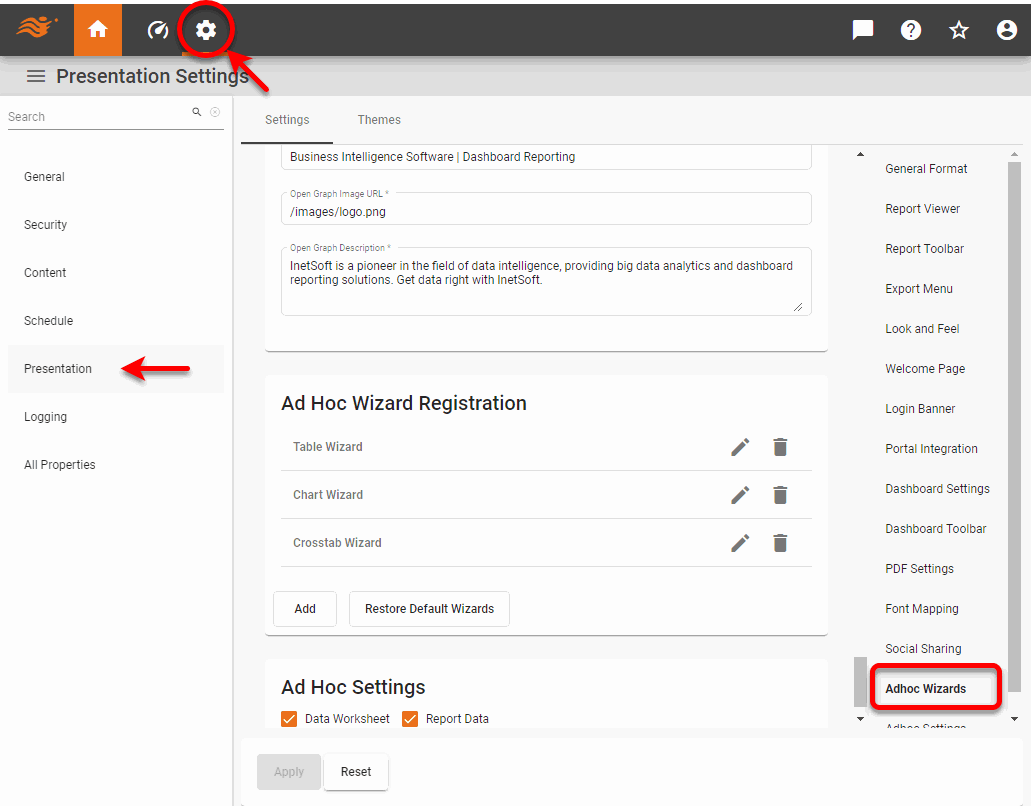 Presentation Settings
Search
General
Security
Content
Schedule
Presentation
Logging
All Properties
Settings
Themes
Business Intelligence Software | Dashboard Reporting
Open Graph Image URL *
/images/logo.png
Open Graph Description *
InetSoft is a pioneer in the field of data intelligence, providing big data analytics and dashboard
reporting solutions. Get data right with InetSoft.
Ad Hoc Wizard Registration
Table Wizard
Chart Wizard
Crosstab Wizard
Add
Restore Default Wizards
Ad Hoc Settings
Data Worksheet
Report Data
Apply
Reset
General Format
Report Viewer
Report Toolbar
Export Menu
Look and Feel
Welcome Page
Login Banner
Portal Integration
Dashboard Settings
Dashboard Toolbar
PDF Settings
Font Mapping
Social Sharing
Adhoc Wizards
Adhoc Settings